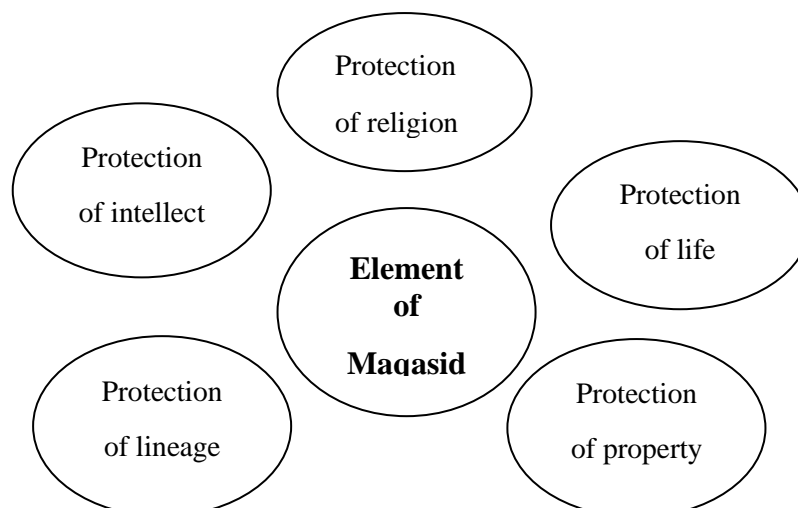 Protection
of religion
Protection
of intellect
Protection
of life
Element
of
Maqasid
Protection
of lineage
Protection
of property